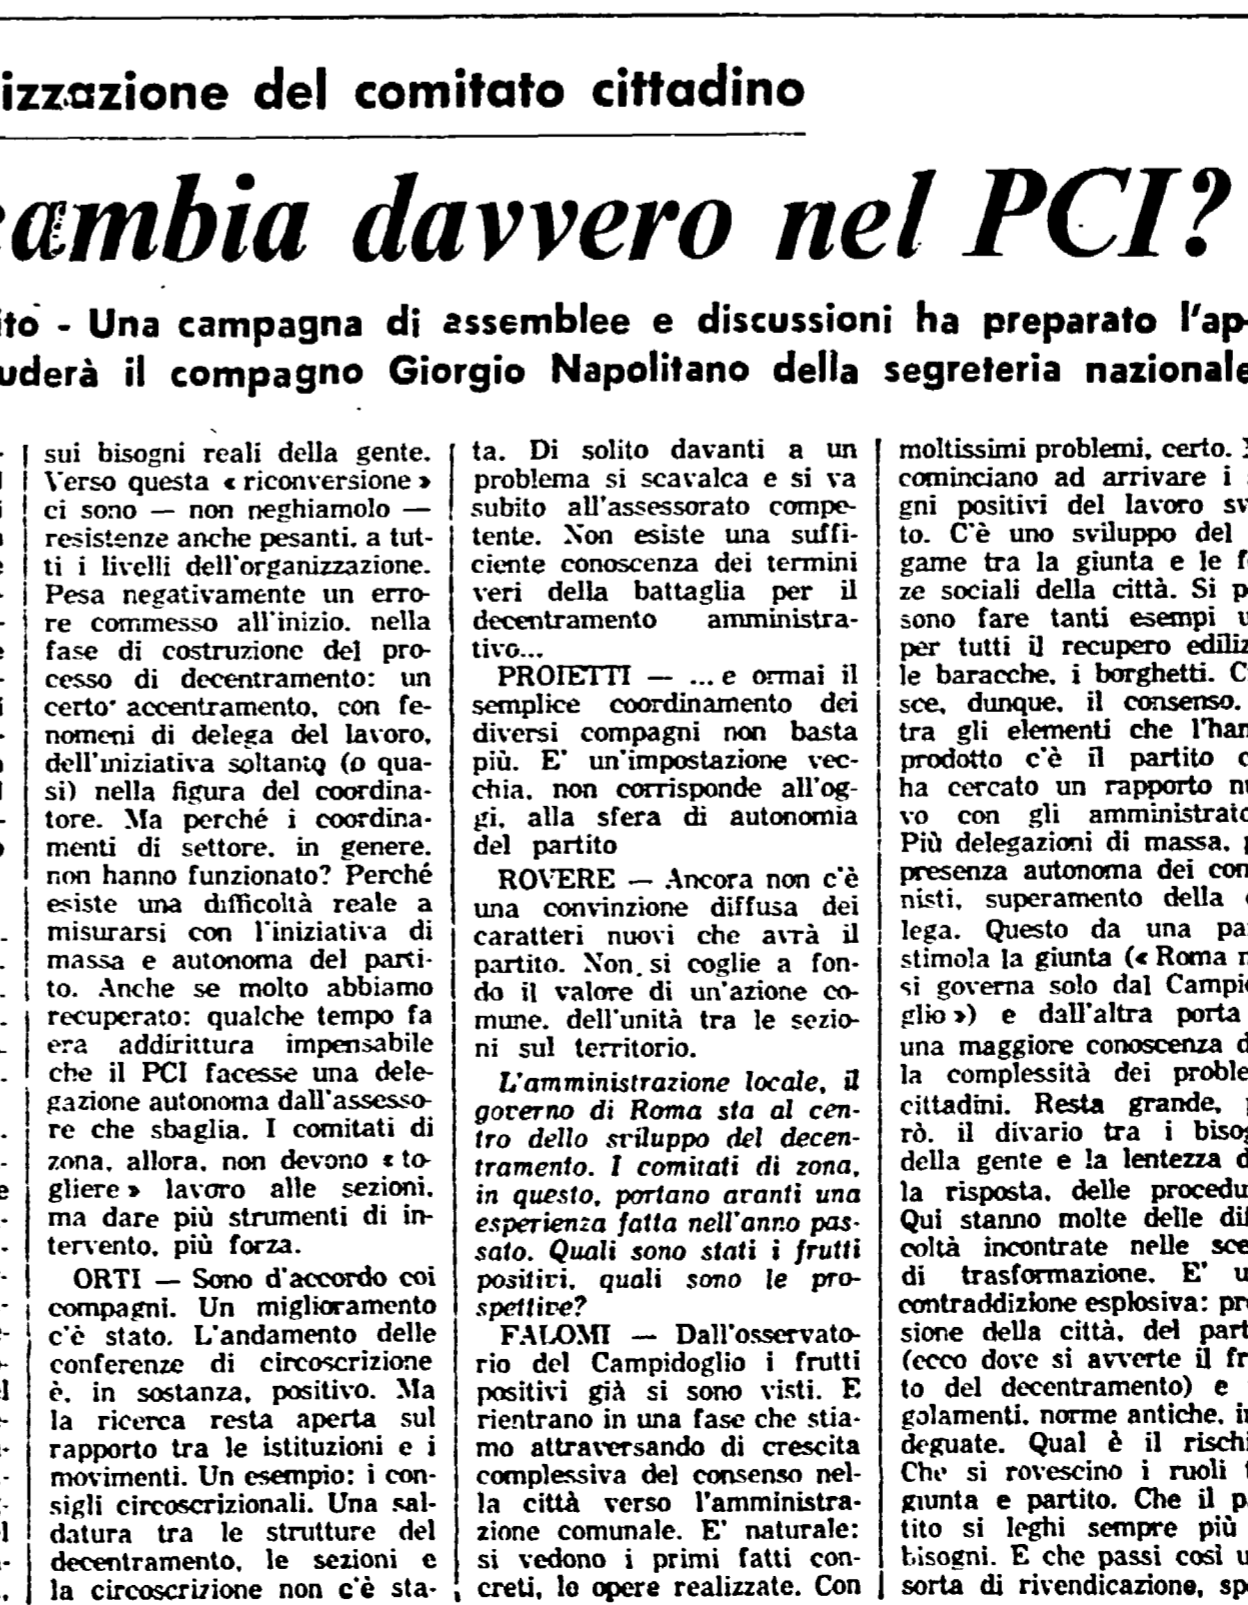 izzazione del comitato cittadino
cambia davvero nel PCI?
ito - Una campagna di assemblee e discussioni ha preparato l'ap-
uderà il compagno Giorgio Napolitano della segreteria nazionale
sui bisogni reali della gente.
Verso questa « riconversione »
ci sono — non neghiamolo —
resistenze anche pesanti, a tut-
ti i livelli dell'organizzazione.
Pesa negativamente un erro-
re commesso all'inizio, nella
fase di costruzione del pro-
cesso di decentramento: un
certo accentramento, con fe-
nomeni di delega del lavoro,
dell'iniziativa soltanto (o qua-
si) nella figura del coordina-
tore. Ma perché i coordina-
menti di settore, in genere,
non hanno funzionato? Perché
esiste una difficoltà reale a
misurarsi con l'iniziativa di
massa e autonoma del parti-
to. Anche se molto abbiamo
recuperato: qualche tempo fa
era addirittura impensabile
che il PCI facesse una dele-
gazione autonoma dall'assesso-
re che sbaglia. I comitati di
zona, allora, non devono « to-
gliere » lavoro alle sezioni,
ma dare più strumenti di in-
tervento, più forza.
ORTI — Sono d'accordo coi
compagni. Un miglioramento
c'è stato. L'andamento delle
conferenze di circoscrizione
è, in sostanza, positivo. Ma
la ricerca resta aperta sul
rapporto tra le istituzioni e i
movimenti. Un esempio: i con-
sigli circoscrizionali. Una sal-
datura tra le strutture del
decentramento, le sezioni e
la circoscrizione non c'è sta-
ta. Di solito davanti a un
problema si scavalca e si va
subito all'assessorato compe-
tente. Non esiste una suffi-
ciente conoscenza dei termini
veri della battaglia per il
decentramento amministra-
tivo...
PROIETTI — ... e ormai il
semplice coordinamento dei
diversi compagni non basta
più. E' un'impostazione vec-
chia, non corrisponde all'og-
gi, alla sfera di autonomia
del partito
ROVERE — Ancora non c'è
una convinzione diffusa dei
caratteri nuovi che avrà il
partito. Non si coglie a fon-
do il valore di un'azione co-
mune, dell'unità tra le sezio-
ni sul territorio.
L'amministrazione locale, il
governo di Roma sta al cen-
tro dello sviluppo del decen-
tramento. I comitati di zona,
in questo, portano avanti una
esperienza fatta nell'anno pas-
sato. Quali sono stati i frutti
positivi, quali sono le pro-
spettive?
FALOMI — Dall'osservato-
rio del Campidoglio i frutti
positivi già si sono visti. E
rientrano in una fase che stia-
mo attraversando di crescita
complessiva del consenso nel-
la città verso l'amministra-
zione comunale. E' naturale:
si vedono i primi fatti con-
creti, le opere realizzate. Con
moltissimi problemi, certo.
cominciano ad arrivare i
gni positivi del lavoro sv
to. C'è uno sviluppo del
game tra la giunta e le f
ze sociali della città. Si p
sono fare tanti esempi u
per tutti il recupero ediliz
le baracche, i borghetti. C
sce, dunque, il consenso.
tra gli elementi che l'han
prodotto c'è il partito c
ha cercato un rapporto nu
vo con gli amministrato
Più delegazioni di massa, p
presenza autonoma dei com
nisti, superamento della
lega. Questo da una pa
stimola la giunta (« Roma n
si governa solo dal Campid
glio ») e dall'altra porta
una maggiore conoscenza d
la complessità dei proble
cittadini. Resta grande, p
rò, il divario tra i bisog
della gente e la lentezza d
la risposta, delle procedu
Qui stanno molte delle dif
coltà incontrate nelle sce
di trasformazione. E' u
contraddizione esplosiva: pre
sione della città, del part
(ecco dove si avverte il fr
to del decentramento) e
golamenti, norme antiche, in
deguate. Qual è il rischi
Che si rovescino i ruoli t
giunta e partito. Che il pa
tito si leghi sempre più
bisogni. E che passi così u
sorta di rivendicazione, sp